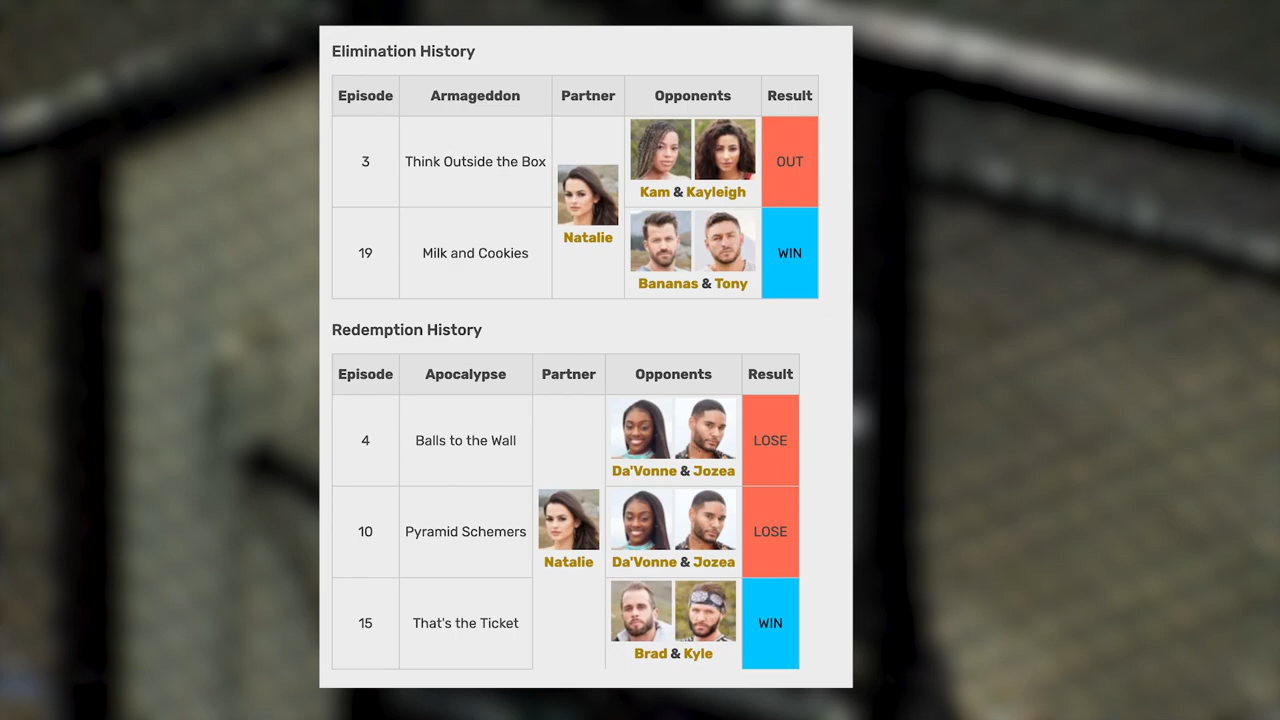 Elimination History
Episode Armageddon Partner Opponents Result
3 Think Outside the Box Kam & Kayleigh OUT
Natalie
19 Milk and Cookies Bananas & Tony WIN
Redemption History
Episode Apocalypse Partner Opponents Result
4 Balls to the Wall Da'Vonne & Jozea LOSE
10 Pyramid Schemers Natalie Da'Vonne & Jozea LOSE
15 That's the Ticket Brad & Kyle WIN